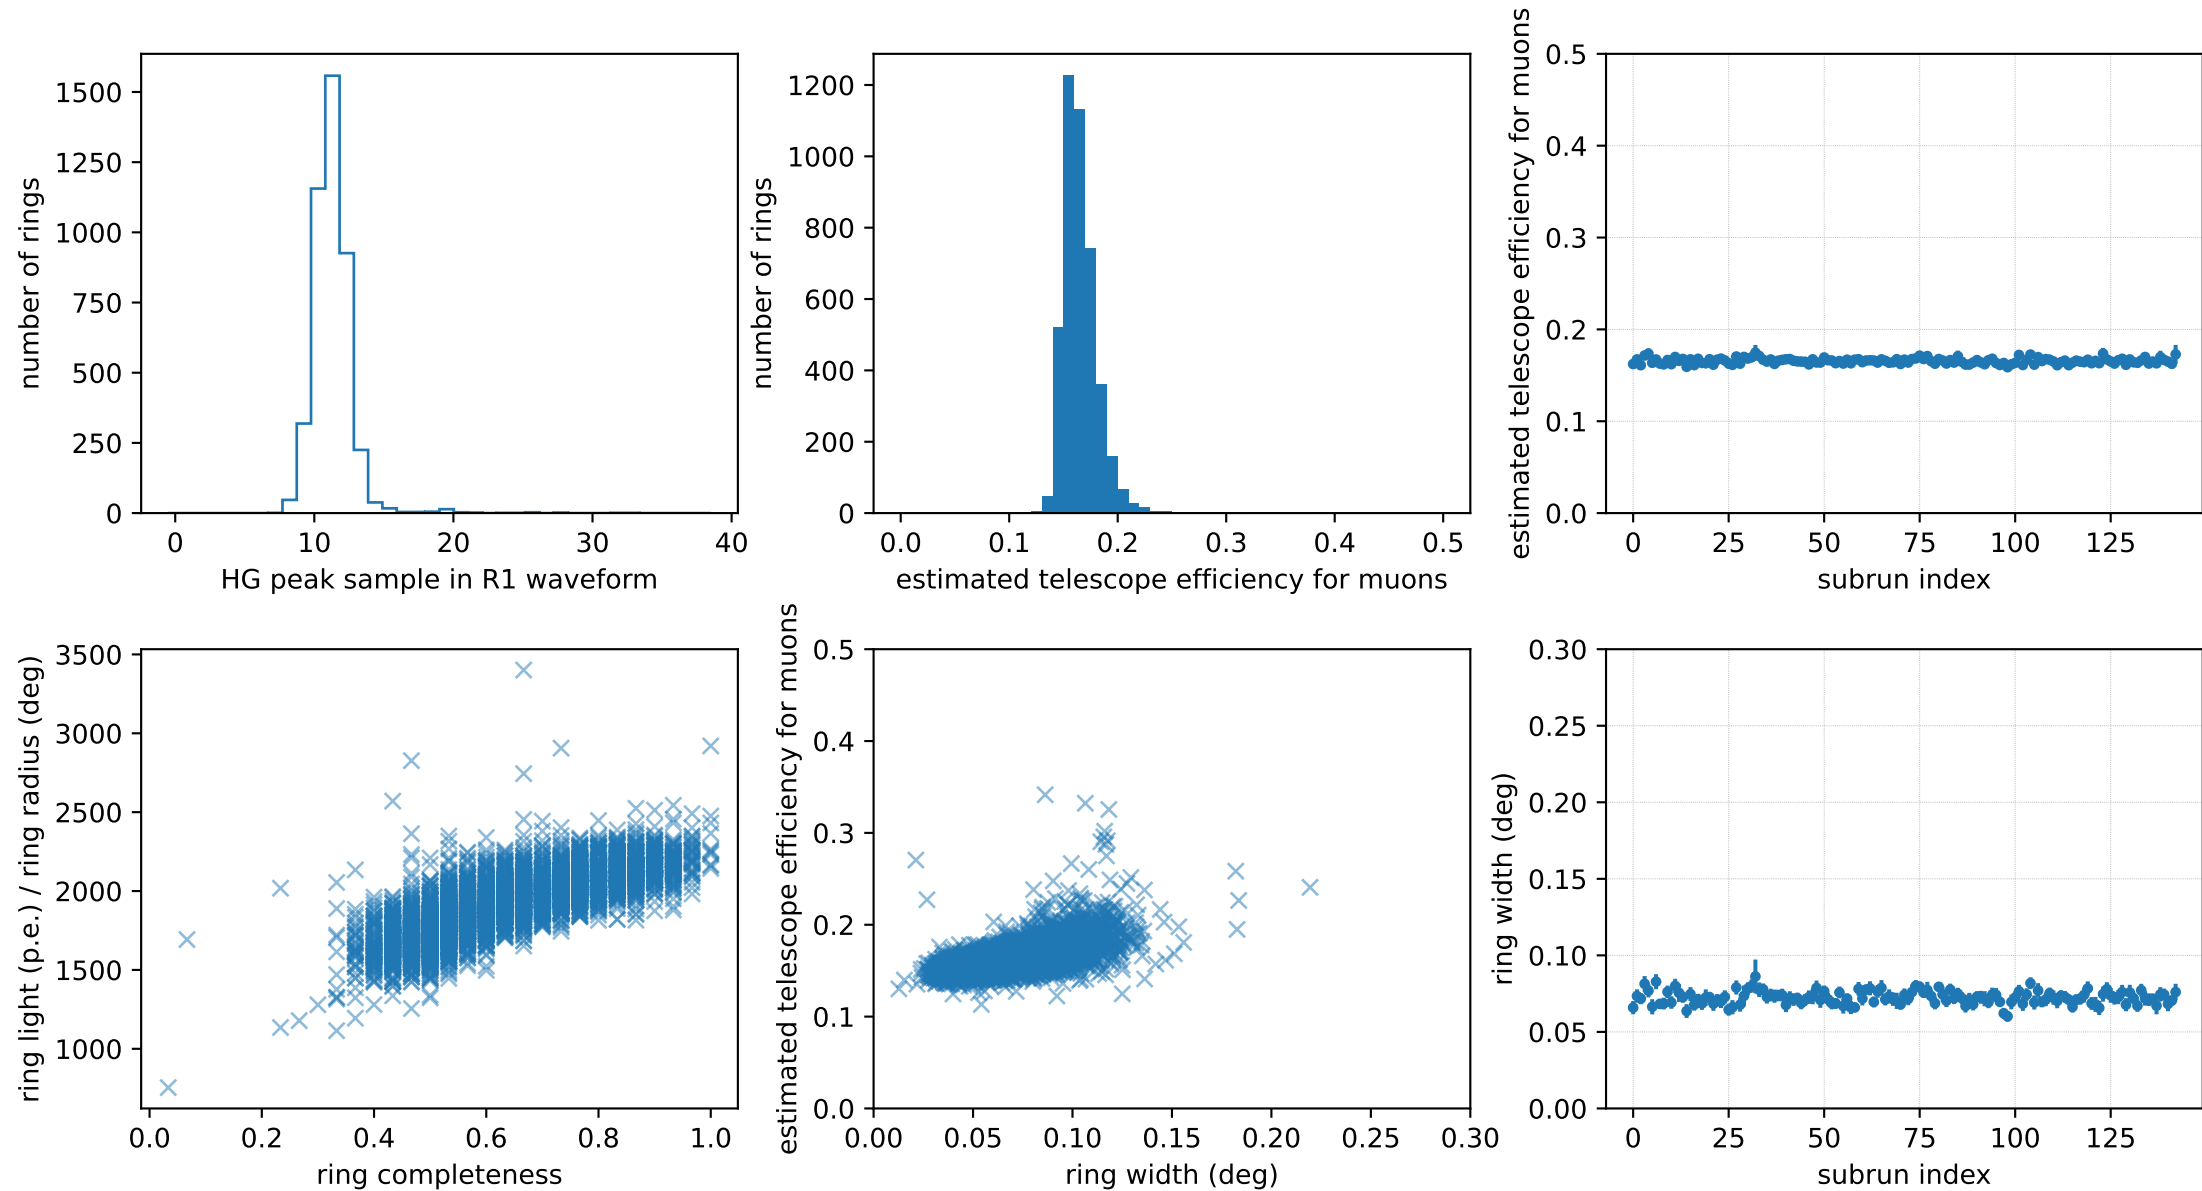 number of rings
1500
1250
1000
750
500
250
0
0 10 20 30 40
HG peak sample in R1 waveform
number of rings
1200
1000
800
600
400
200
0
0.0 0.1 0.2 0.3 0.4 0.5
estimated telescope efficiency for muons
estimated telescope efficiency for muons
0.5
0.4
0.3
0.2
0.1
0.0
0 25 50 75 100 125
subrun index
ring light (p.e.) / ring radius (deg)
3500
3000
2500
2000
1500
1000
0.0 0.2 0.4 0.6 0.8 1.0
ring completeness
estimated telescope efficiency for muons
0.5
0.4
0.3
0.2
0.1
0.0
0.00 0.05 0.10 0.15 0.20 0.25 0.30
ring width (deg)
ring width (deg)
0.30
0.25
0.20
0.15
0.10
0.05
0.00
0 25 50 75 100 125
subrun index